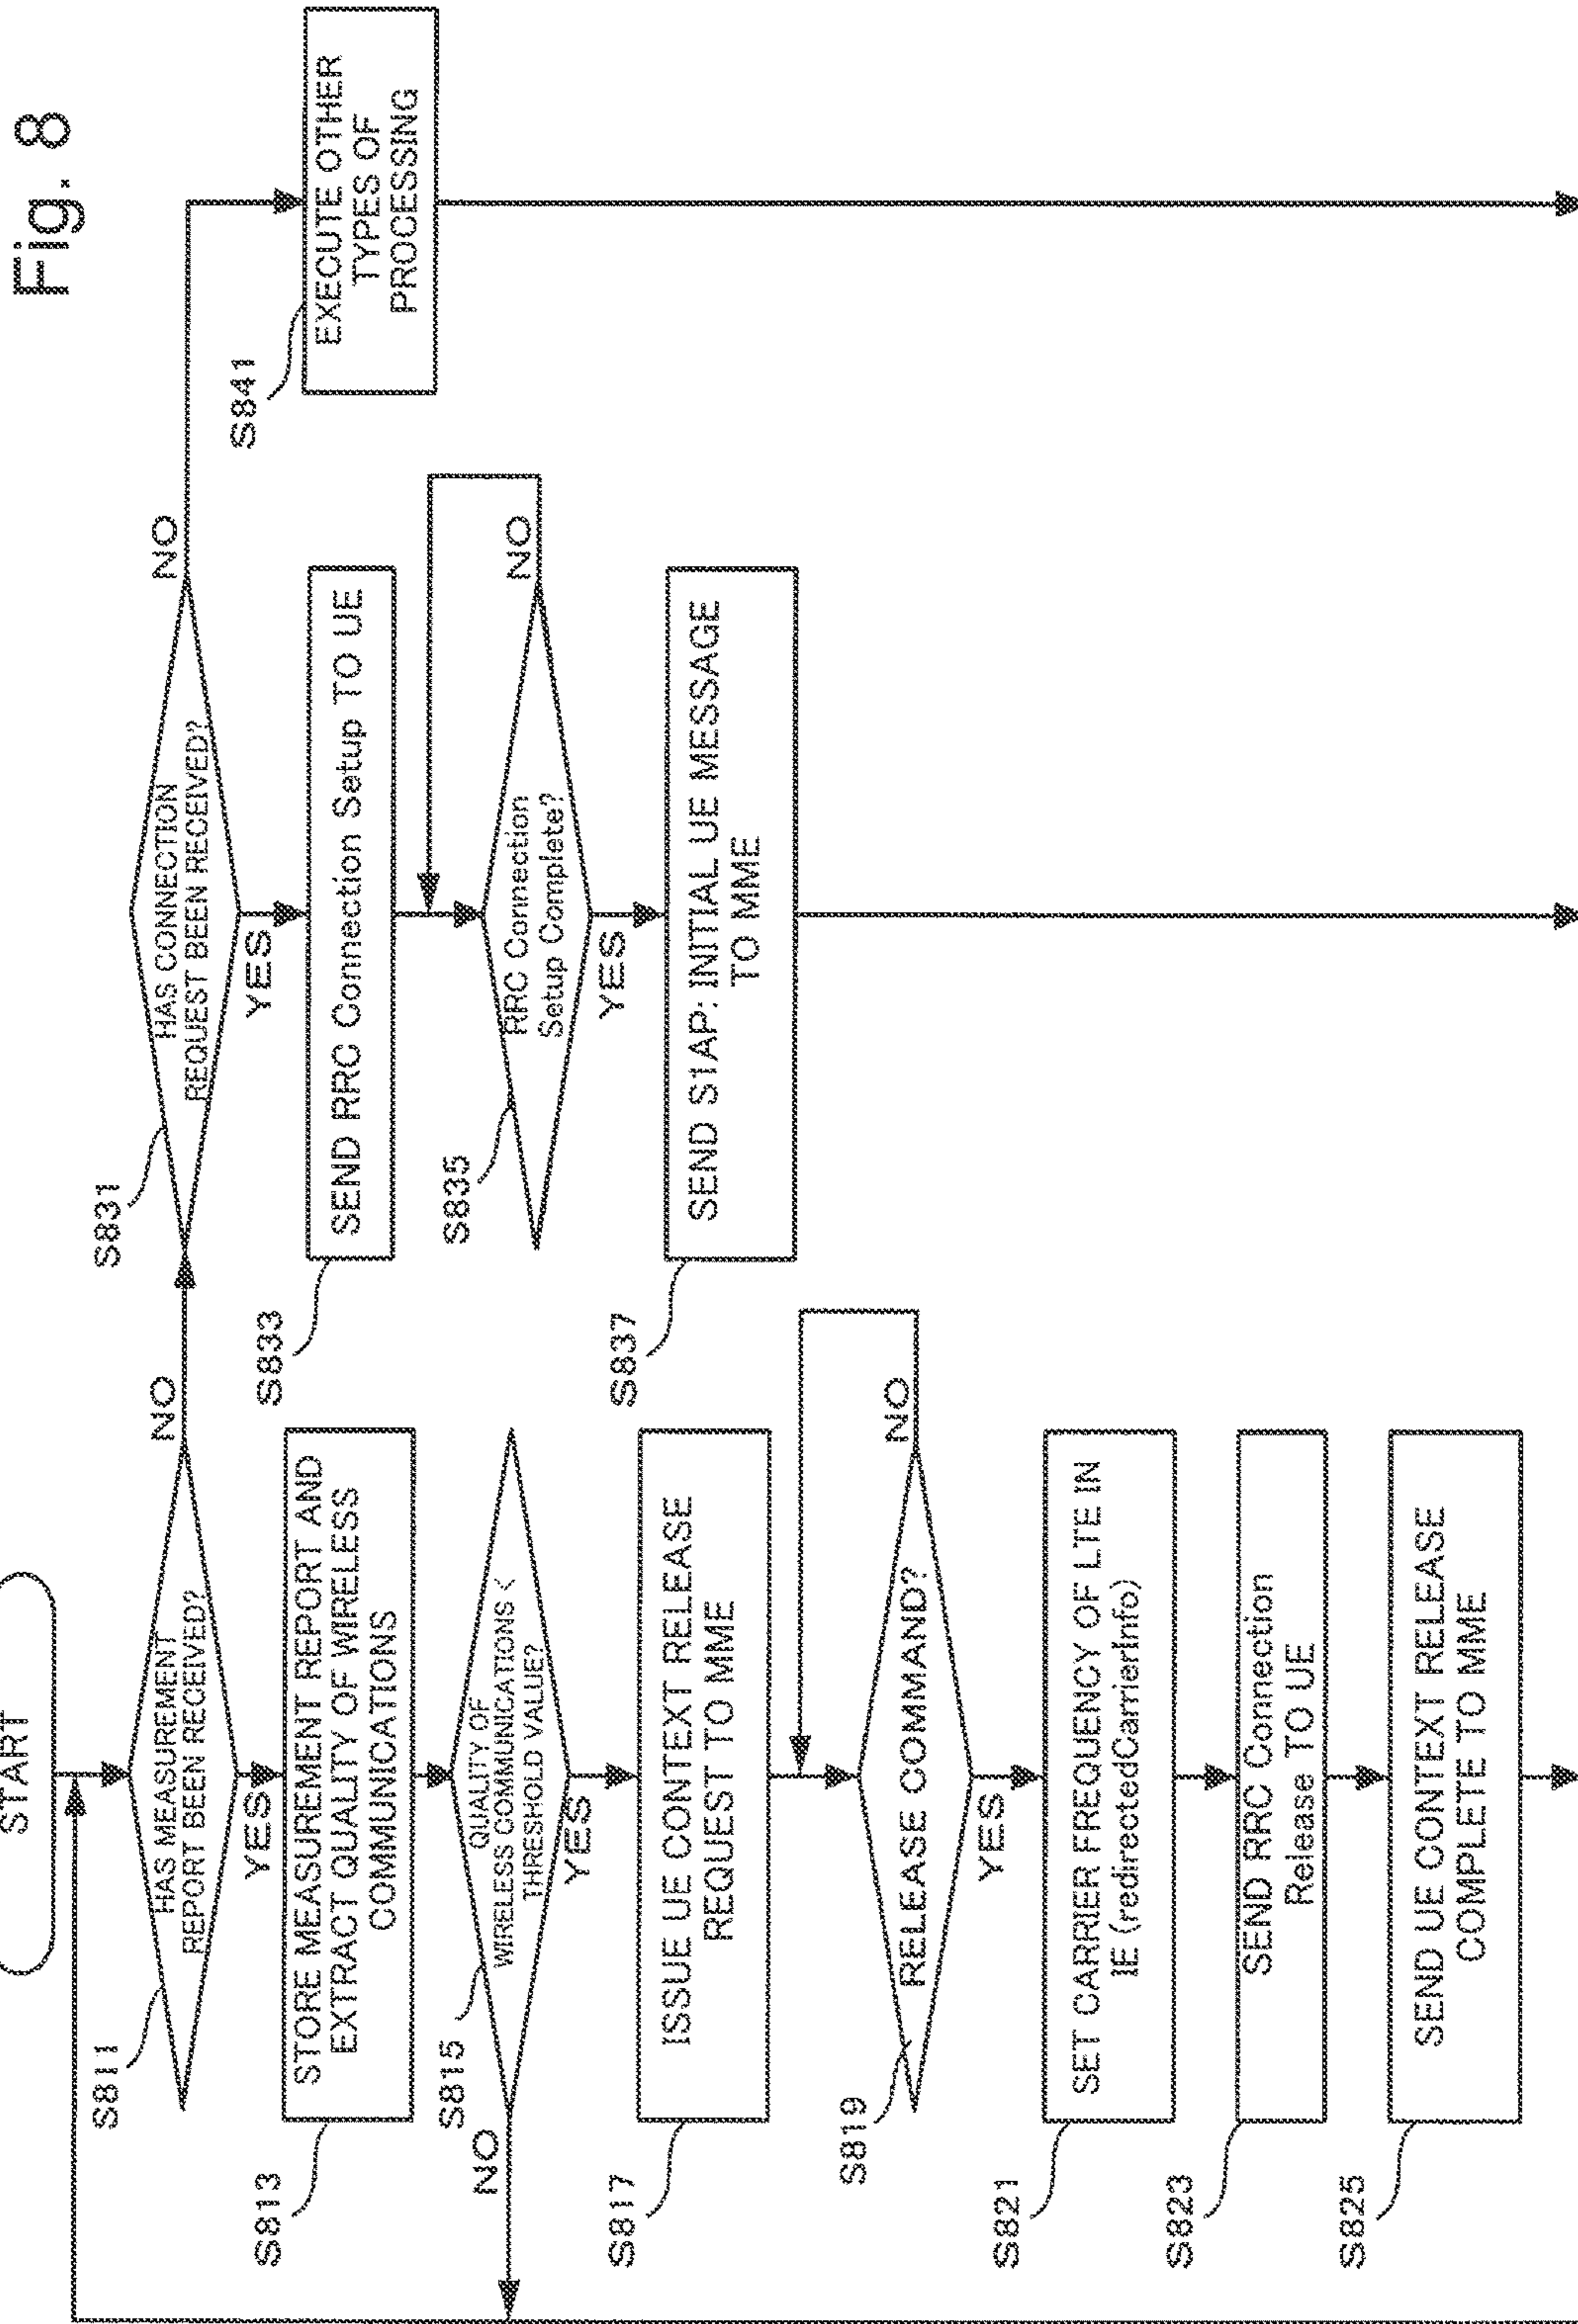 Fig. 8
START
S811
HAS MEASUREMENT
REPORT BEEN RECEIVED?
NO
YES
S813
STORE MEASUREMENT REPORT AND
EXTRACT QUALITY OF WIRELESS
COMMUNICATIONS
S815
QUALITY OF
WIRELESS COMMUNICATIONS <
THRESHOLD VALUE?
NO
YES
S817
ISSUE UE CONTEXT RELEASE
REQUEST TO MME
S819
RELEASE COMMAND?
NO
YES
S821
SET CARRIER FREQUENCY OF LTE IN
IE (redirectedCarrierInfo)
S823
SEND RRC Connection
Release TO UE
S825
SEND UE CONTEXT RELEASE
COMPLETE TO MME
S831
HAS CONNECTION
REQUEST BEEN RECEIVED?
NO
YES
S833
SEND RRC Connection Setup TO UE
S835
RRC Connection
Setup Complete?
NO
YES
S837
SEND S1AP: INITIAL UE MESSAGE
TO MME
S841
EXECUTE OTHER
TYPES OF
PROCESSING